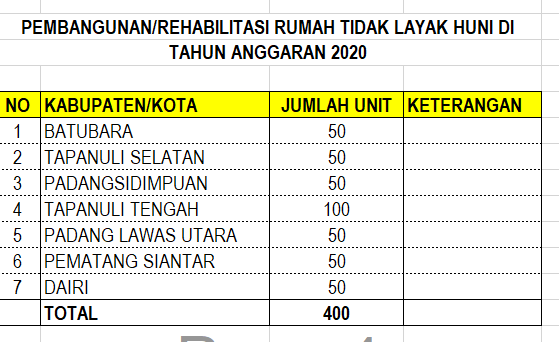 PEMBANGUNAN/REHABILITASI RUMAH TIDAK LAYAK HUNI DI
TAHUN ANGGARAN 2020
NO KABUPATEN/KOTA JUMLAH UNIT KETERANGAN
1 BATUBARA 50
2 TAPANULI SELATAN 50
3 PADANGSIDIMPUAN 50
4 TAPANULI TENGAH 100
5 PADANG LAWAS UTARA 50
6 PEMATANG SIANTAR 50
7 DAIRI 50
TOTAL 400